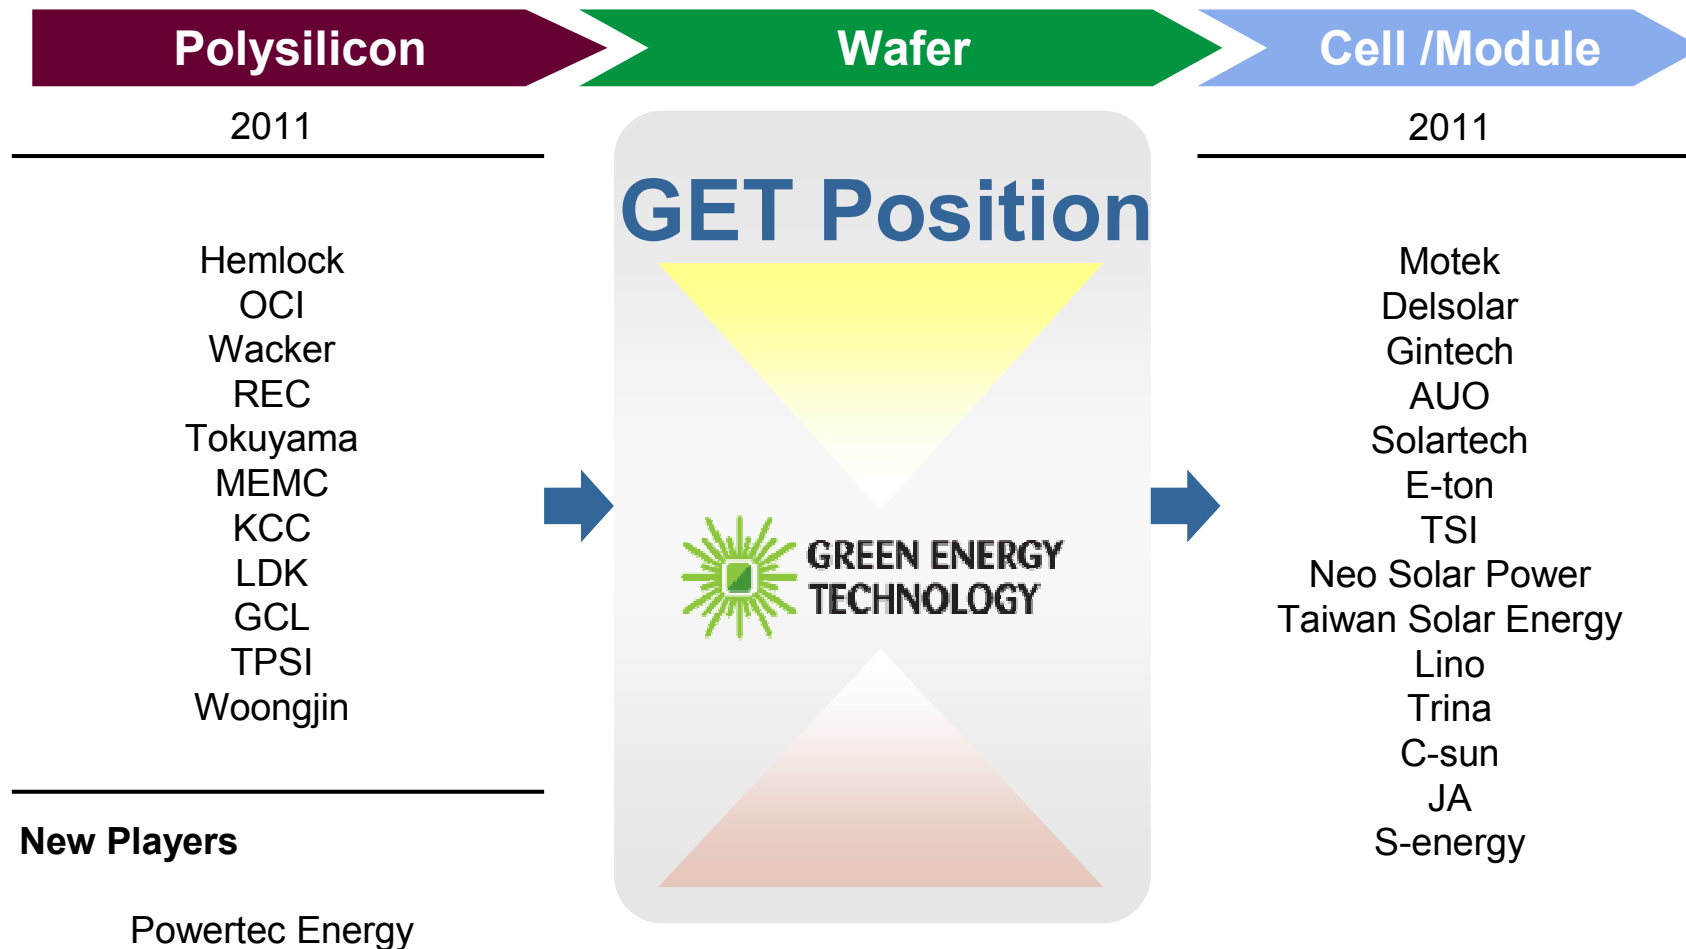 Polysilicon
Wafer
Cell /Module
2011
Hemlock
OCI
Wacker
REC
Tokuyama
MEMC
KCC
LDK
GCL
TPSI
Woongjin
New Players
Powertec Energy
GET Position
GREEN ENERGY
TECHNOLOGY
2011
Motek
Delsolar
Gintech
AUO
Solartech
E-ton
TSI
Neo Solar Power
Taiwan Solar Energy
Lino
Trina
C-sun
JA
S-energy